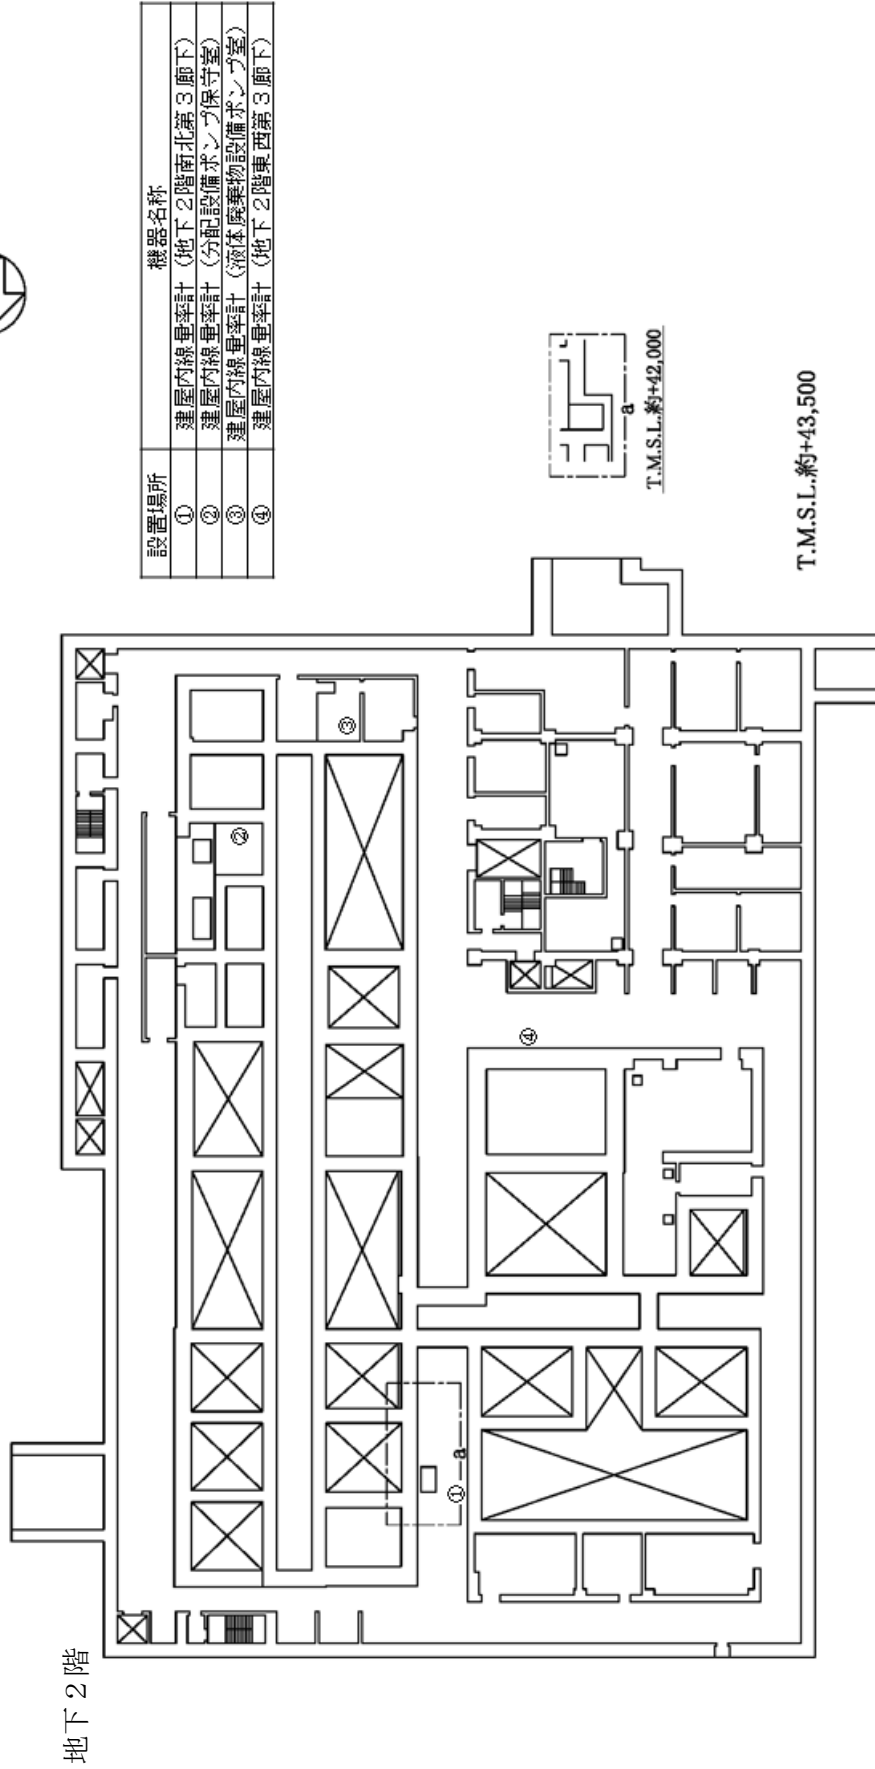 地下２階
設置場所 機器名称
① 建屋内線量率計（地下２階南北第３廊下）
② 建屋内線量率計（分配設備ポンプ保守室）
③ 建屋内線量率計（液体廃棄物設備ポンプ室）
④ 建屋内線量率計（地下２階東西第３廊下）
①
a
②
③
④
a
T.M.S.L.約+42,000
T.M.S.L.約+43,500